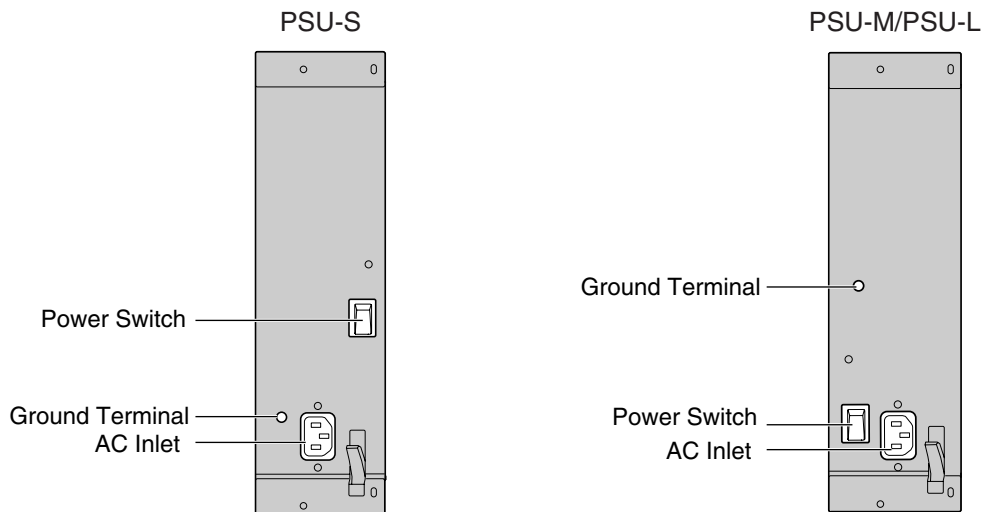 PSU-S
Power Switch
Ground Terminal
AC Inlet
PSU-M/PSU-L
Ground Terminal
Power Switch
AC Inlet